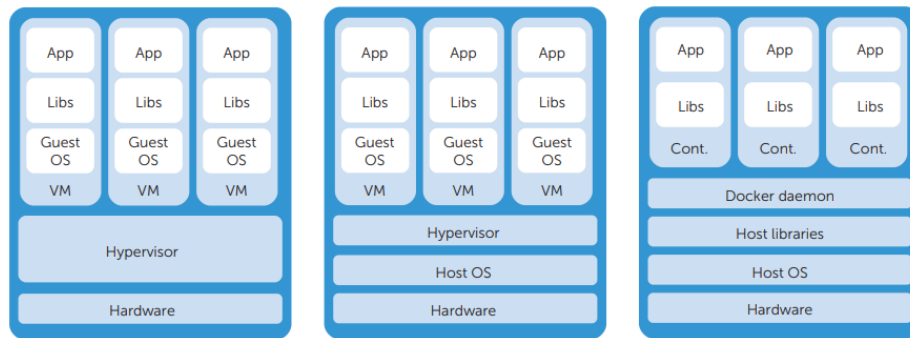 App App App
Libs Libs Libs
Guest OS Guest OS Guest OS
VM VM VM
Hypervisor
Hardware
App App App
Libs Libs Libs
Guest OS Guest OS Guest OS
VM VM VM
Hypervisor
Host OS
Hardware
App App App
Libs Libs Libs
Cont. Cont. Cont.
Docker daemon
Host libraries
Host OS
Hardware